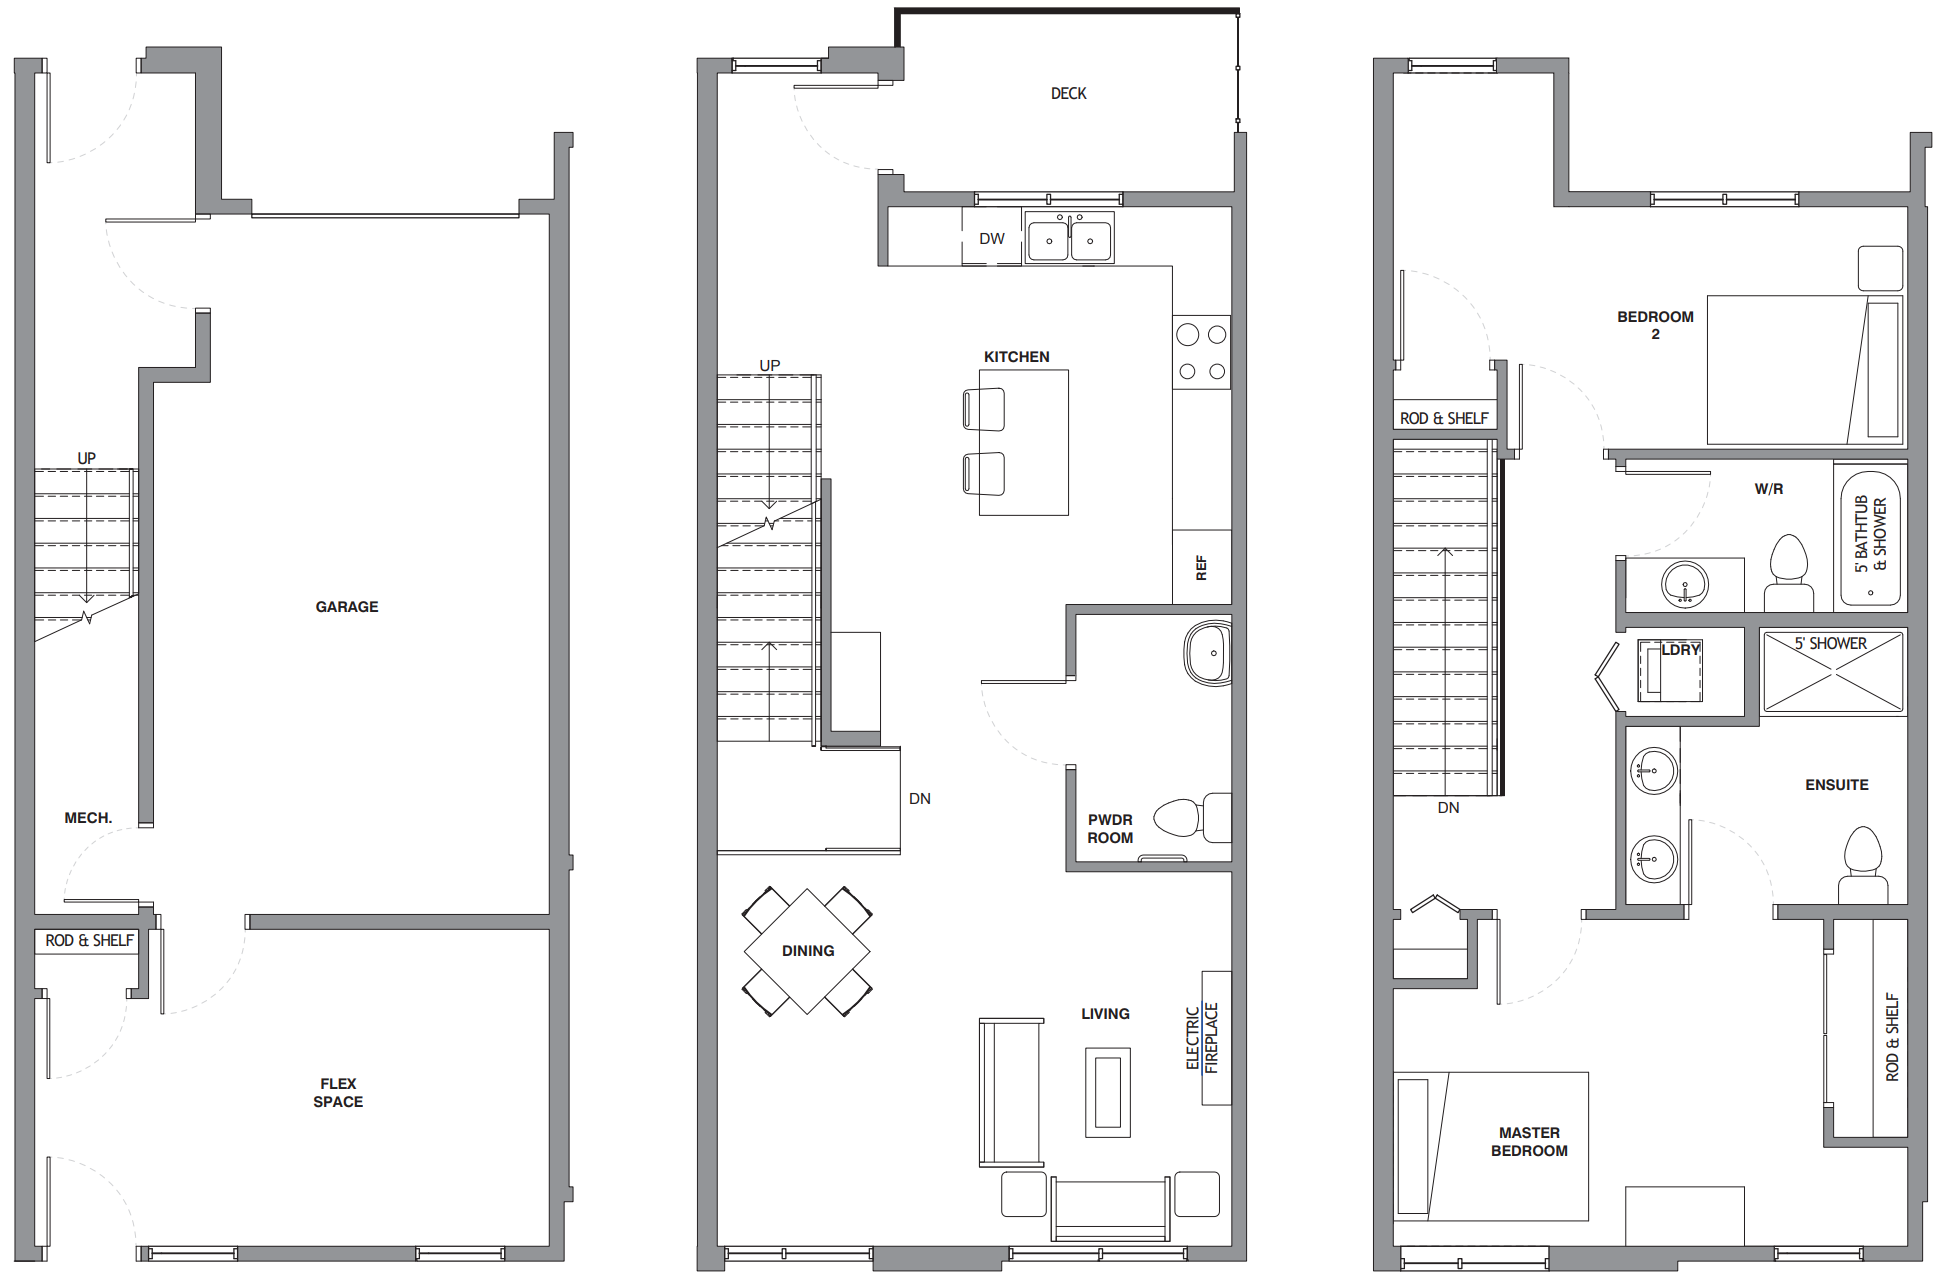 UP
GARAGE
MECH.
ROD & SHELF
FLEX
SPACE
DECK
DW
KITCHEN
UP
REF
DN
PWDR
ROOM
DINING
LIVING
ELECTRIC
FIREPLACE
BEDROOM
2
ROD & SHELF
W/R
5' BATHTUB
& SHOWER
LDRY
5' SHOWER
ENSUITE
DN
ROD & SHELF
MASTER
BEDROOM